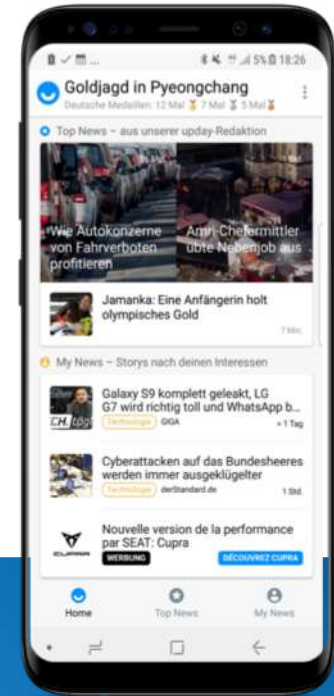 5% 18:26
Goldjagd in Pyeongchang
Deutsche Medaillen: 12 Mal 🥇 7 Mal 🥈 5 Mal 🥉
Top News – aus unserer upday-Redaktion
Wie Autokonzerne
von Fahrverboten
profitieren
Amri-Chefermittler
übte Nebenjob aus
Jamanka: Eine Anfängerin holt
olympisches Gold
7 Min.
My News – Storys nach deinen Interessen
Galaxy S9 komplett geleakt, LG
G7 wird richtig toll und WhatsApp b...
Technologie GIGA + 1 Tag
Cyberattacken auf das Bundesheeres
werden immer ausgeklügelter
Technologie derStandard.de 1 Std.
Nouvelle version de la performance
par SEAT: Cupra
CUPRA
WERBUNG DÉCOUVREZ CUPRA
Home Top News My News